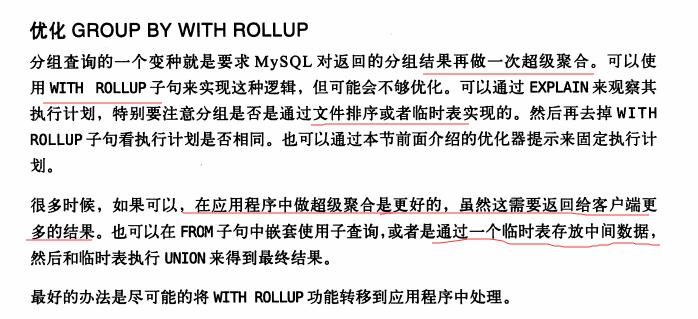 优化 GROUP BY WITH ROLLUP
分组查询的一个变种就是要求 MySQL 对返回的分组结果再做一次超级聚合。可以使
用 WITH ROLLUP 子句来实现这种逻辑，但可能会不够优化。可以通过 EXPLAIN 来观察其
执行计划，特别要注意分组是否是通过文件排序或者临时表实现的。然后再去掉 WITH
ROLLUP 子句看执行计划是否相同。也可以通过本节前面介绍的优化器提示来固定执行计
划。
很多时候，如果可以，在应用程序中做超级聚合是更好的，虽然这需要返回给客户端更
多的结果。也可以在 FROM 子句中嵌套使用子查询，或者是通过一个临时表存放中间数据，
然后和临时表执行 UNION 来得到最终结果。
最好的办法是尽可能的将 WITH ROLLUP 功能转移到应用程序中处理。